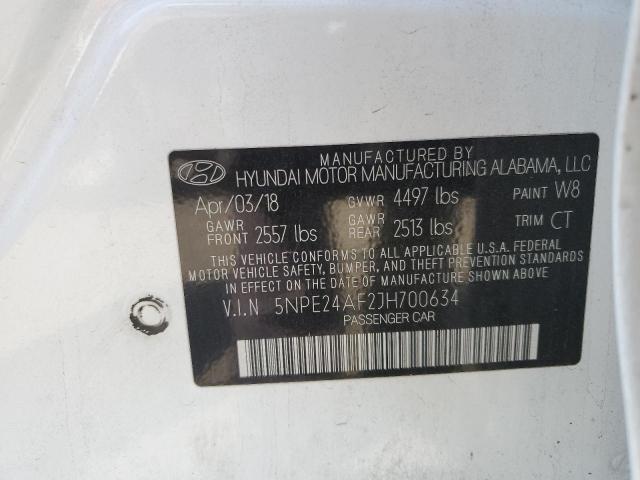 MANUFACTURED BY
HYUNDAI MOTOR MANUFACTURING ALABAMA, LLC
Apr/03/18 GVWR 4497 lbs PAINT W8
GAWR FRONT 2557 lbs GAWR REAR 2513 lbs TRIM CT
THIS VEHICLE CONFORMS TO ALL APPLICABLE U.S.A. FEDERAL
MOTOR VEHICLE SAFETY, BUMPER, AND THEFT PREVENTION STANDARDS
IN EFFECT ON THE DATE OF MANUFACTURE SHOWN ABOVE
V.I.N 5NPE24AF2JH700634
PASSENGER CAR